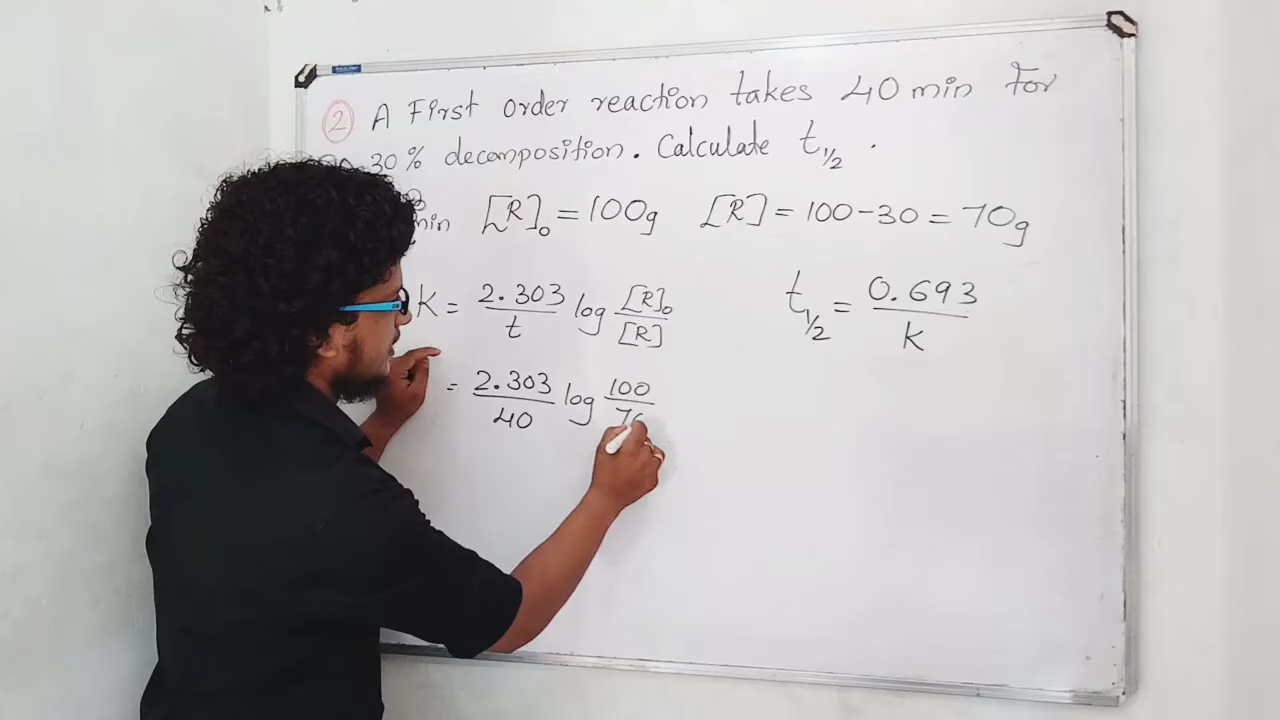 ② A First order reaction takes 40 min for
30% decomposition. Calculate t1/2.
min [R]₀ = 100g [R] = 100-30 = 70g
K = 2.303/t log [R]₀/[R] t1/2 = 0.693/K
= 2.303/40 log 100/70